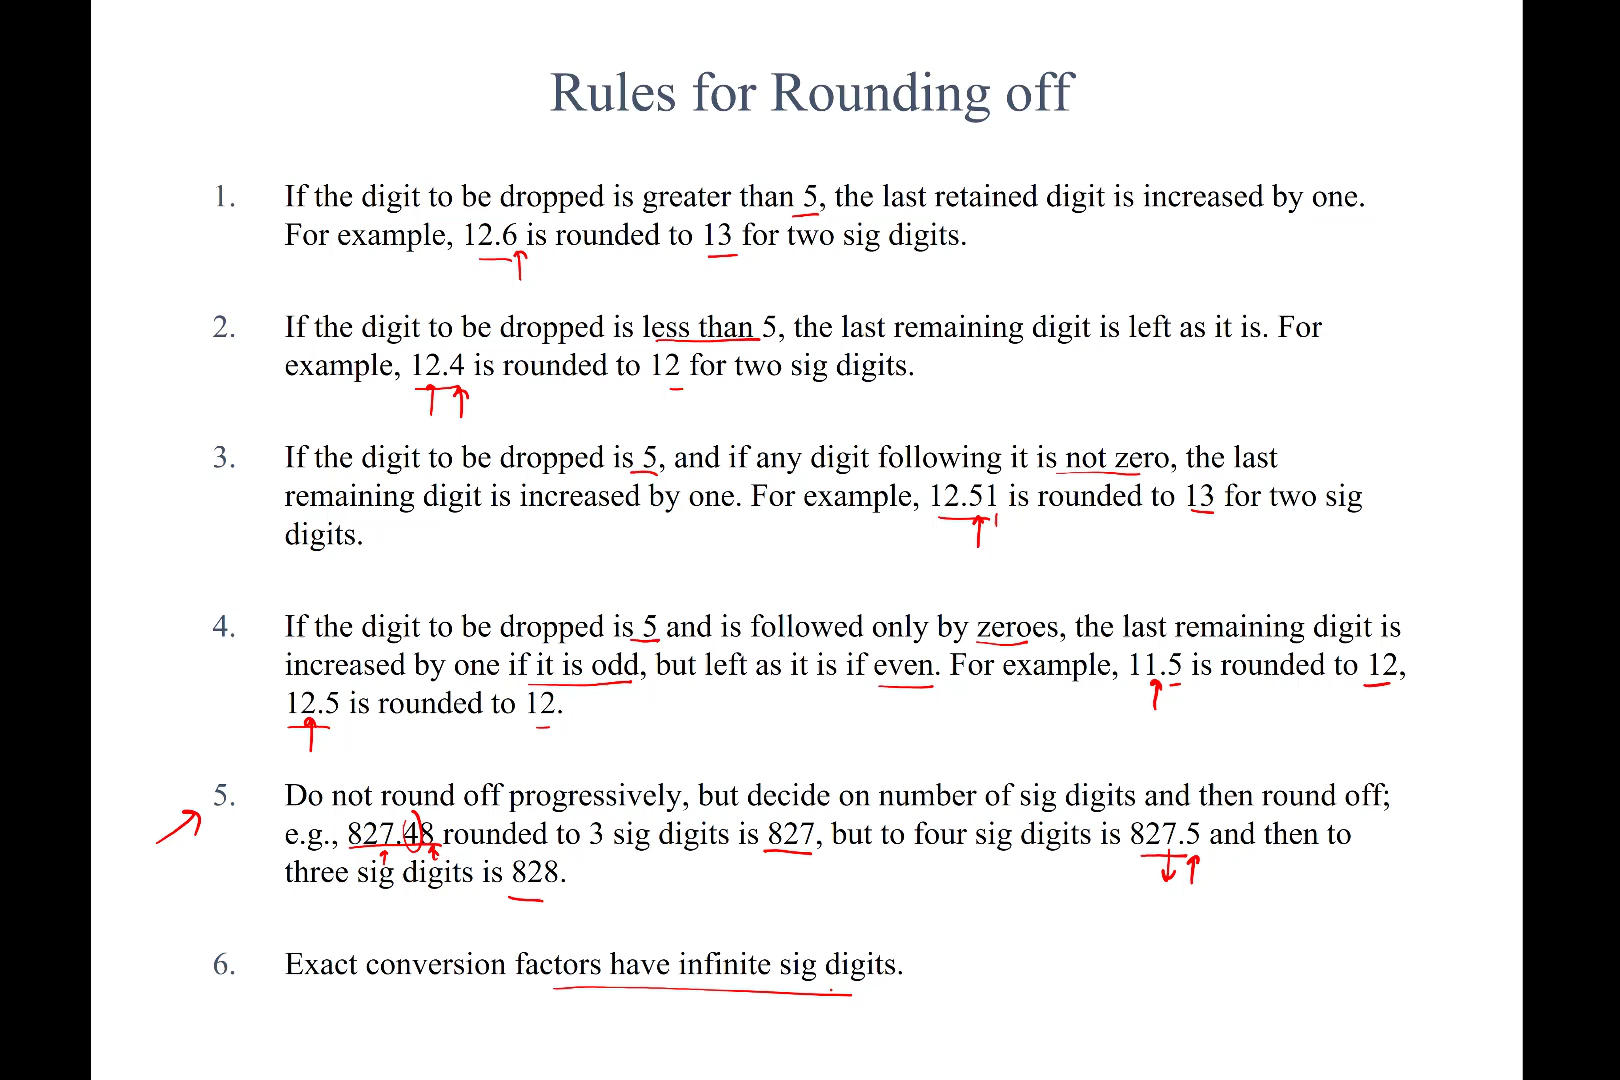 Rules for Rounding off
1. If the digit to be dropped is greater than 5, the last retained digit is increased by one.
For example, 12.6 is rounded to 13 for two sig digits.
2. If the digit to be dropped is less than 5, the last remaining digit is left as it is. For
example, 12.4 is rounded to 12 for two sig digits.
3. If the digit to be dropped is 5, and if any digit following it is not zero, the last
remaining digit is increased by one. For example, 12.51 is rounded to 13 for two sig
digits.
4. If the digit to be dropped is 5 and is followed only by zeroes, the last remaining digit is
increased by one if it is odd, but left as it is if even. For example, 11.5 is rounded to 12,
12.5 is rounded to 12.
5. Do not round off progressively, but decide on number of sig digits and then round off;
e.g., 827.48 rounded to 3 sig digits is 827, but to four sig digits is 827.5 and then to
three sig digits is 828.
6. Exact conversion factors have infinite sig digits.